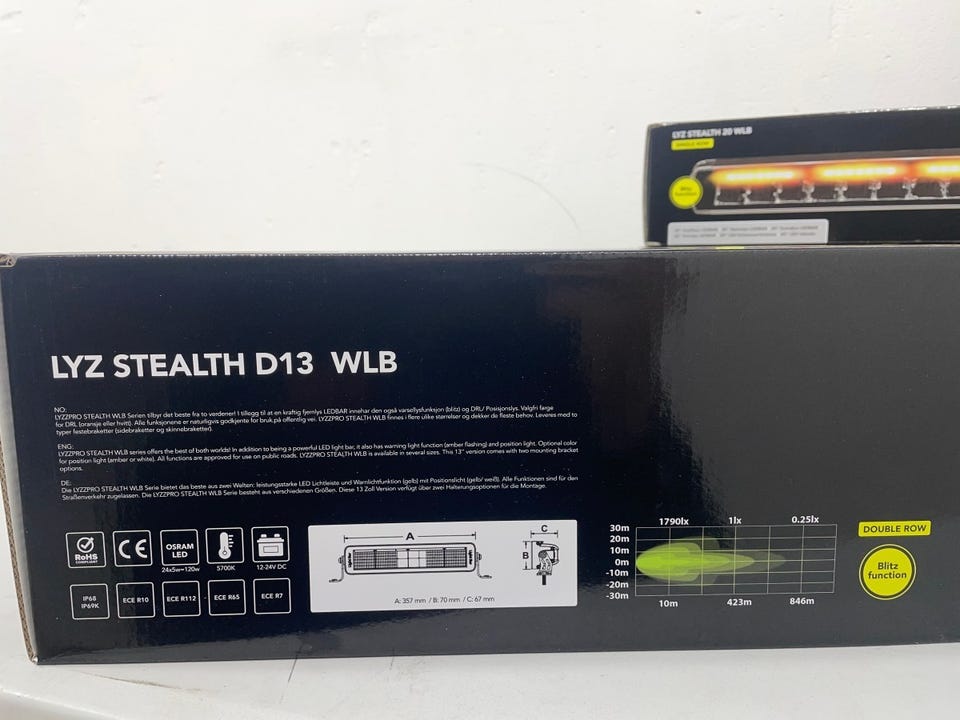 LYZ STEALTH 20 WLB
SINGLE ROW
Blitz
function
LYZ STEALTH D13 WLB
NO:
LYZZPRO STEALTH WLB Serien tilbyr det beste fra to verdener! I tillegg til at en kraftig fjernlys LEDBAR innehar den også varsellysfunksjon (blitz) og DRL/ Posisjonslys. Valgfri farge
for DRL (oransje eller hvitt). Alle funksjonene er naturligvis godkjente for bruk på offentlig vei. LYZZPRO STEALTH WLB finnes i flere ulike størrelser og dekker de fleste behov. Leveres med to
typer festebraketter (sidebraketter og skinnebraketter).
ENG:
LYZZPRO STEALTH WLB series offers the best of both worlds! In addition to being a powerful LED light bar, it also has warning light function (amber flashing) and position light. Optional color
for position light (amber or white). All functions are approved for use on public roads. LYZZPRO STEALTH WLB is available in several sizes. This 13" version comes with two mounting bracket
options.
DE:
Die LYZZPRO STEALTH WLB Serie bietet das beste aus zwei Welten: leistungsstarke LED Lichtleiste und Warnlichtfunktion (gelb) mit Positionslicht (gelb/ weiß). Alle Funktionen sind für den
Straßenverkehr zugelassen. Die LYZZPRO STEALTH WLB Serie besteht aus verschiedenen Größen. Diese 13 Zoll Version verfügt über zwei Halterungsoptionen für die Montage.
RoHS
COMPLIANT
CE
OSRAM
LED
24x5w=120w
5700K
12-24V DC
IP68
IP69K
ECE R10
ECE R112
ECE R65
ECE R7
A
B
C
A: 357 mm / B: 70 mm / C: 67 mm
1790lx 1lx 0.25lx
30m
20m
10m
0m
-10m
-20m
-30m
10m 423m 846m
DOUBLE ROW
Blitz
function